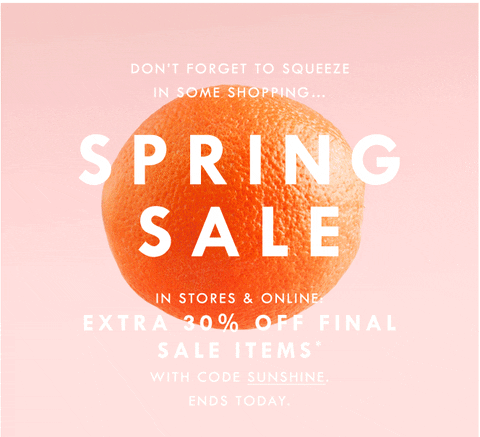 DON'T FORGET TO SQUEEZE
IN SOME SHOPPING...
SPRING
SALE
IN STORES & ONLINE.
EXTRA 30% OFF FINAL
SALE ITEMS*
WITH CODE SUNSHINE.
ENDS TODAY.